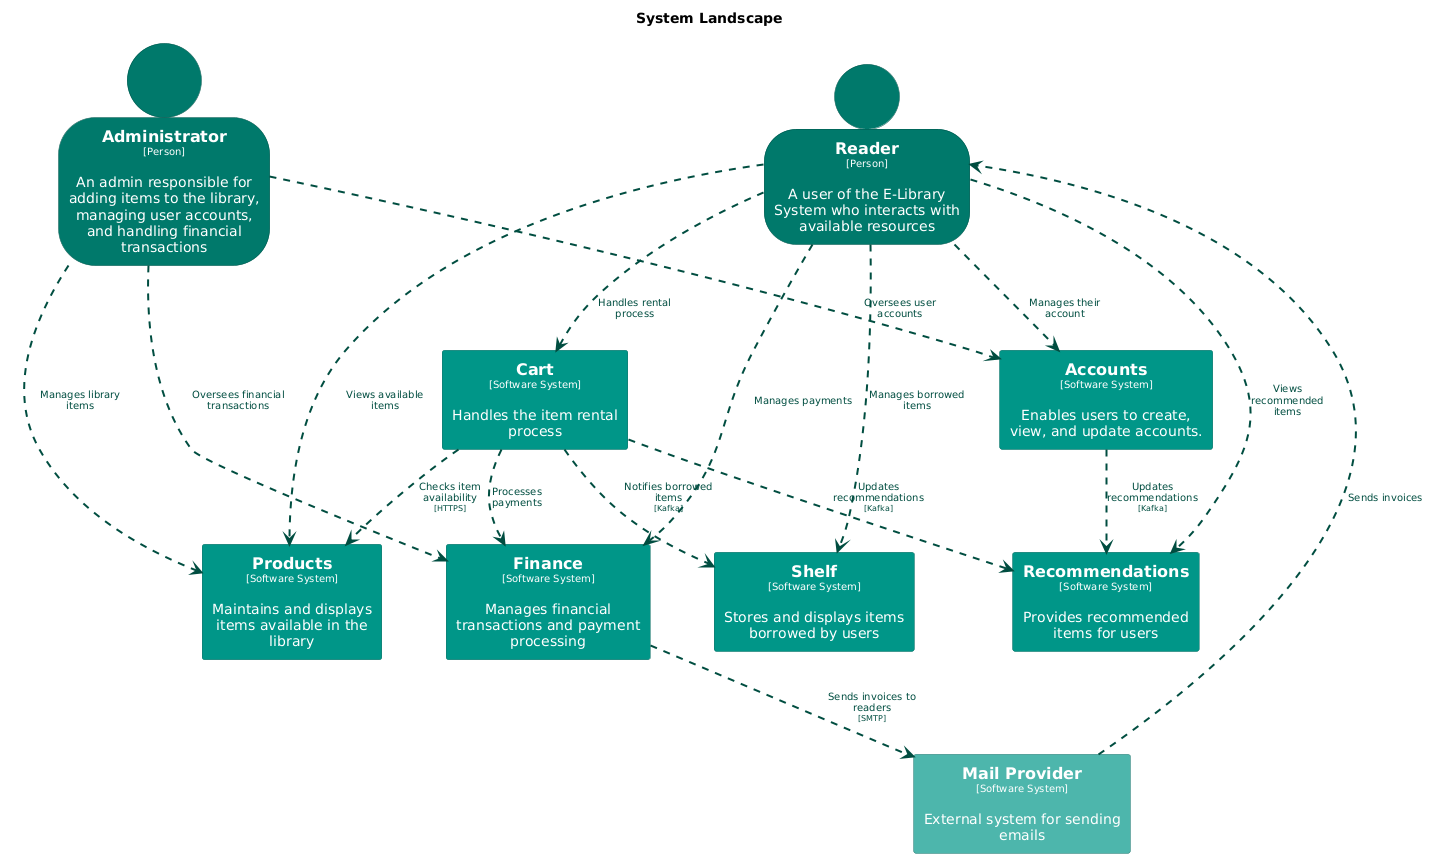 System Landscape
Administrator
[Person]
An admin responsible for
adding items to the library,
managing user accounts,
and handling financial
transactions
Reader
[Person]
A user of the E-Library
System who interacts with
available resources
Handles rental
process
Oversees user
accounts
Manages their
account
Cart
[Software System]
Handles the item rental
process
Accounts
[Software System]
Enables users to create,
view, and update accounts.
Manages library
items
Oversees financial
transactions
Views available
items
Manages payments
Manages borrowed
items
Views
recommended
items
Checks item
availability
[HTTPS]
Processes
payments
Notifies borrowed
items
[Kafka]
Updates
recommendations
[Kafka]
Updates
recommendations
[Kafka]
Sends invoices
Products
[Software System]
Maintains and displays
items available in the
library
Finance
[Software System]
Manages financial
transactions and payment
processing
Shelf
[Software System]
Stores and displays items
borrowed by users
Recommendations
[Software System]
Provides recommended
items for users
Sends invoices to
readers
[SMTP]
Mail Provider
[Software System]
External system for sending
emails